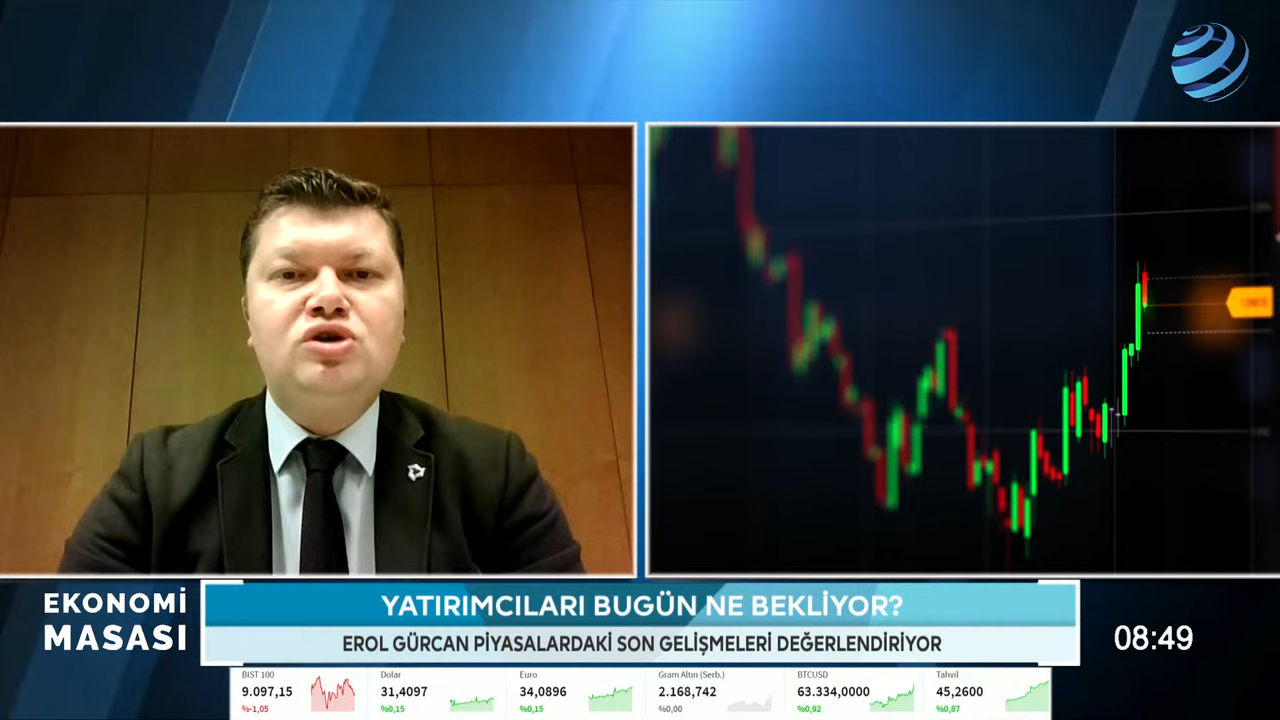 EKONOMİ
MASASI
YATIRIMCILARI BUGÜN NE BEKLİYOR?
EROL GÜRCAN PİYASALARDAKİ SON GELİŞMELERİ DEĞERLENDİRİYOR
08:49
BIST 100
9.097,15
%-1,05
Dolar
31,4097
%0,15
Euro
34,0896
%0,15
Gram Altın (Serb.)
2.168,742
%0,00
BTCUSD
63.334,0000
%0,92
Tahvil
45,2600
%0,87